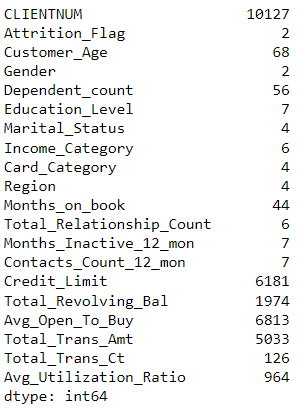 CLIENTNUM 10127
Attrition_Flag 2
Customer_Age 68
Gender 2
Dependent_count 56
Education_Level 7
Marital_Status 4
Income_Category 6
Card_Category 4
Region 4
Months_on_book 44
Total_Relationship_Count 6
Months_Inactive_12_mon 7
Contacts_Count_12_mon 7
Credit_Limit 6181
Total_Revolving_Bal 1974
Avg_Open_To_Buy 6813
Total_Trans_Amt 5033
Total_Trans_Ct 126
Avg_Utilization_Ratio 964
dtype: int64